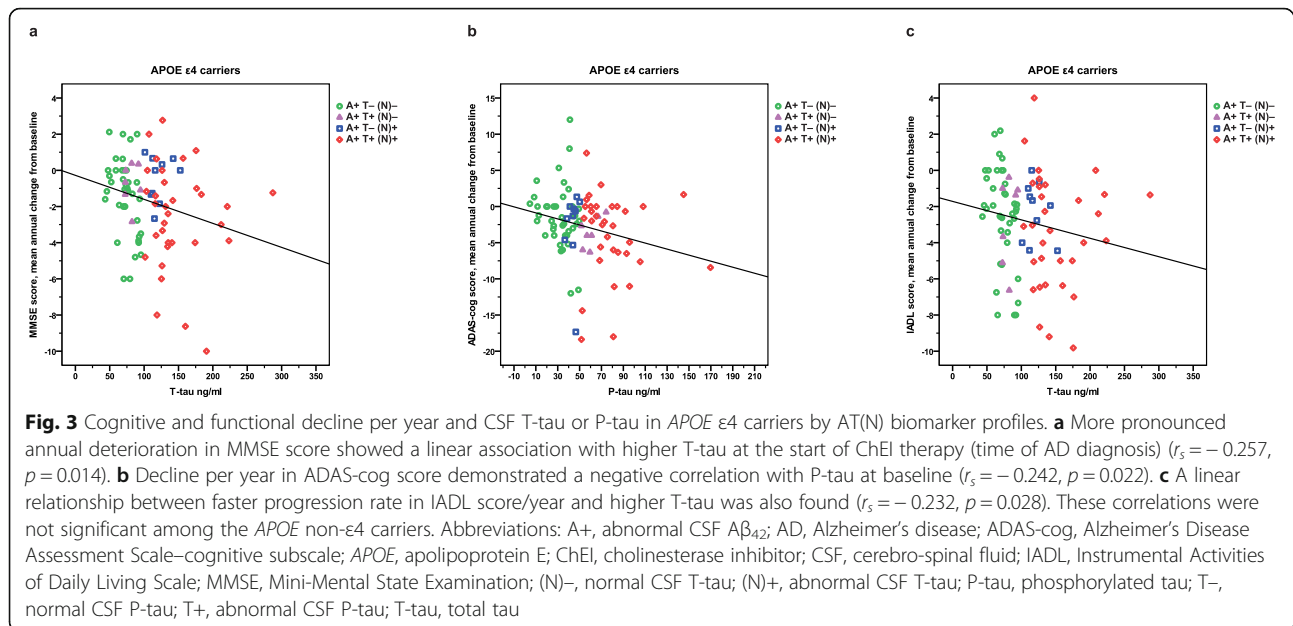 a
b
c
APOE ε4 carriers
APOE ε4 carriers
APOE ε4 carriers
MMSE score, mean annual change from baseline
4
2
0
-2
-4
-6
-8
-10
0 50 100 150 200 250 300 350
T-tau ng/ml
A+ T– (N)–
A+ T+ (N)–
A+ T– (N)+
A+ T+ (N)+
ADAS-cog score, mean annual change from baseline
15
10
5
0
-5
-10
-15
-20
-10 10 30 50 70 90 110 130 150 170 190 210
P-tau ng/ml
A+ T– (N)–
A+ T+ (N)–
A+ T– (N)+
A+ T+ (N)+
IADL score, mean annual change from baseline
4
2
0
-2
-4
-6
-8
-10
0 50 100 150 200 250 300 350
T-tau ng/ml
A+ T– (N)–
A+ T+ (N)–
A+ T– (N)+
A+ T+ (N)+
Fig. 3 Cognitive and functional decline per year and CSF T-tau or P-tau in APOE ε4 carriers by AT(N) biomarker profiles. a More pronounced
annual deterioration in MMSE score showed a linear association with higher T-tau at the start of ChEI therapy (time of AD diagnosis) (rs = – 0.257,
p = 0.014). b Decline per year in ADAS-cog score demonstrated a negative correlation with P-tau at baseline (rs = – 0.242, p = 0.022). c A linear
relationship between faster progression rate in IADL score/year and higher T-tau was also found (rs = – 0.232, p = 0.028). These correlations were
not significant among the APOE non-ε4 carriers. Abbreviations: A+, abnormal CSF Aβ42; AD, Alzheimer's disease; ADAS-cog, Alzheimer's Disease
Assessment Scale–cognitive subscale; APOE, apolipoprotein E; ChEI, cholinesterase inhibitor; CSF, cerebro-spinal fluid; IADL, Instrumental Activities
of Daily Living Scale; MMSE, Mini-Mental State Examination; (N)–, normal CSF T-tau; (N)+, abnormal CSF T-tau; P-tau, phosphorylated tau; T–,
normal CSF P-tau; T+, abnormal CSF P-tau; T-tau, total tau